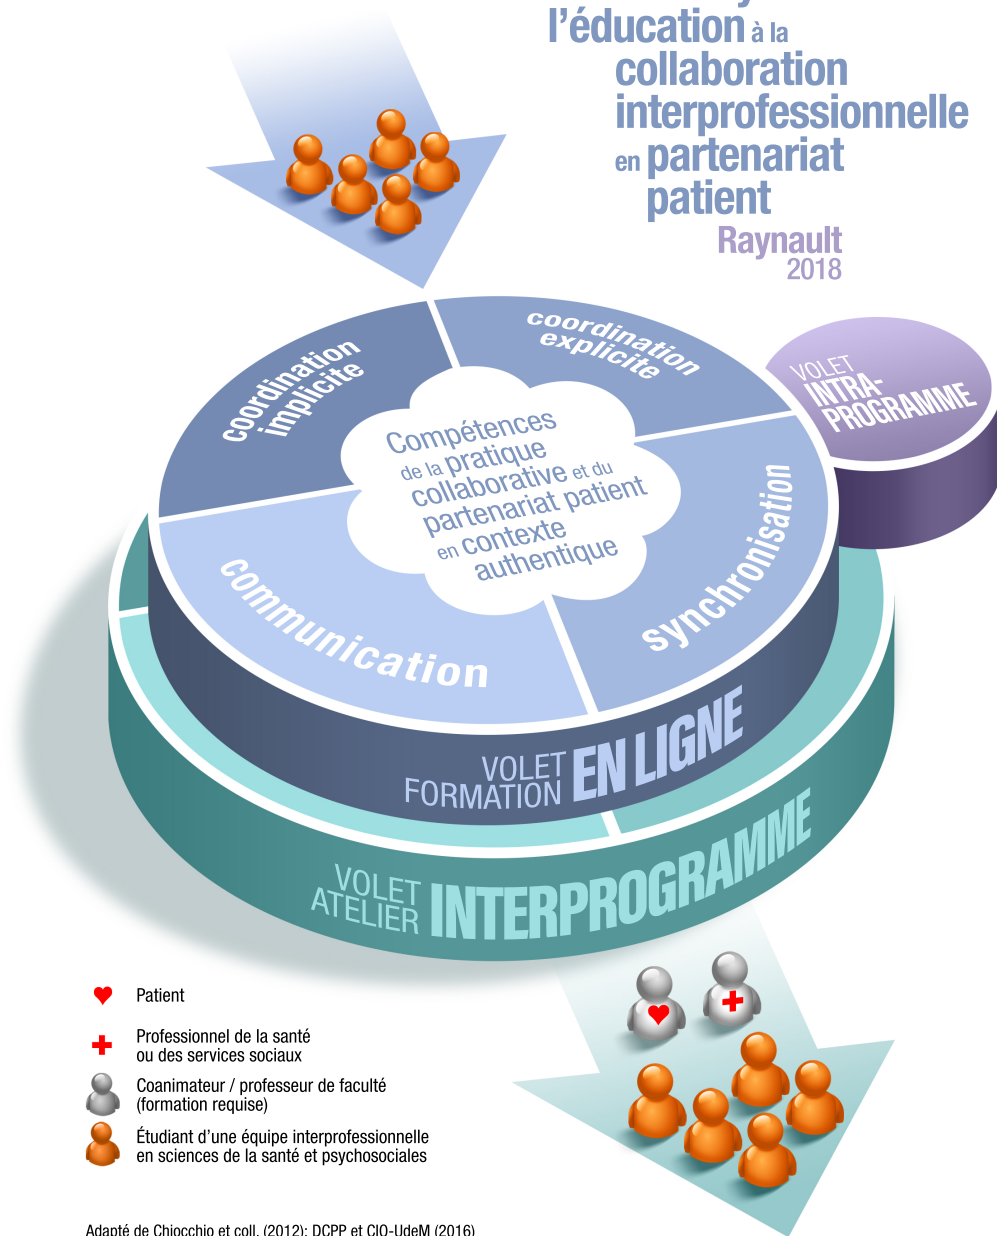 l’éducation à la
collaboration
interprofessionnelle
en partenariat
patient
Raynault
2018
coordination
implicite
coordination
explicite
VOLET
INTRA-
PROGRAMME
Compétences
de la pratique
collaborative et du
partenariat patient
en contexte
authentique
communication
synchronisation
VOLET
FORMATION EN LIGNE
VOLET
ATELIER INTERPROGRAMME
Patient
Professionnel de la santé
ou des services sociaux
Coanimateur / professeur de faculté
(formation requise)
Étudiant d’une équipe interprofessionnelle
en sciences de la santé et psychosociales
Adapté de Chiocchio et coll. (2012); DCPP et CIO-UdeM (2016)